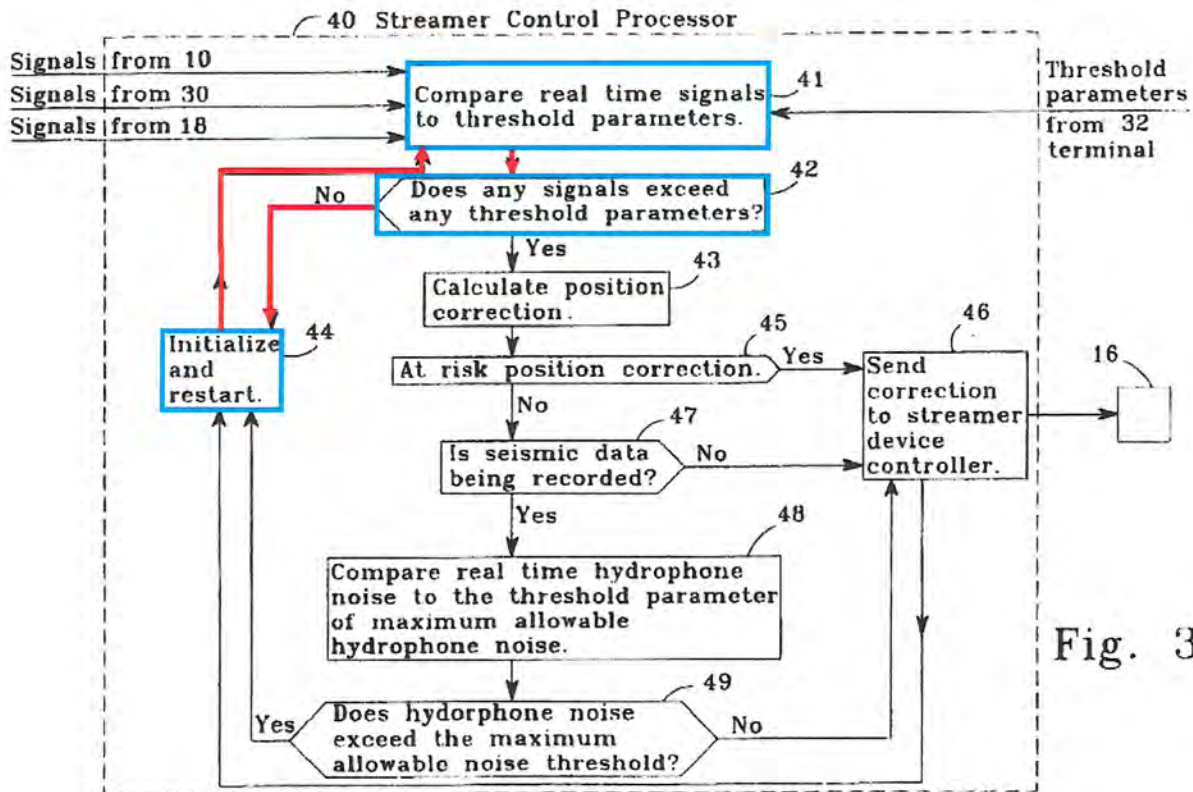 40 Streamer Control Processor
Signals from 10
Signals from 30
Signals from 18
Compare real time signals
to threshold parameters.
41
Threshold
parameters
from 32
terminal
No
Does any signals exceed
any threshold parameters?
42
Yes
Calculate position
correction.
43
Initialize
and
restart.
44
At risk position correction.
45
Yes
Send
correction
to streamer
device
controller.
46
16
No
Is seismic data
being recorded?
47
No
Yes
Compare real time hydrophone
noise to the threshold parameter
of maximum allowable
hydrophone noise.
48
Fig. 3
Yes
Does hydorphone noise
exceed the maximum
allowable noise threshold?
49
No